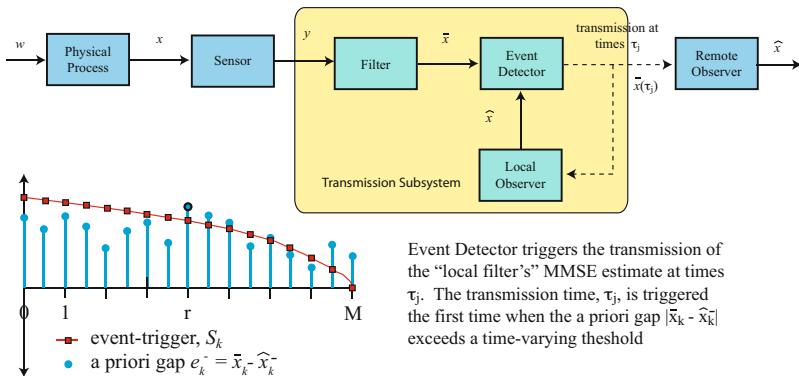 w
Physical
Process
x
Sensor
y
Filter
x̄
Event
Detector
transmission at
times τj
x̄(τj)
Remote
Observer
x̂
x̂
Local
Observer
Transmission Subsystem
0 1 r M
event-trigger, Sk
a priori gap e⁻k = x̄k - x̂⁻k
Event Detector triggers the transmission of
the “local filter’s” MMSE estimate at times
τj. The transmission time, τj, is triggered
the first time when the a priori gap |x̄k - x̂⁻k|
exceeds a time-varying theshold